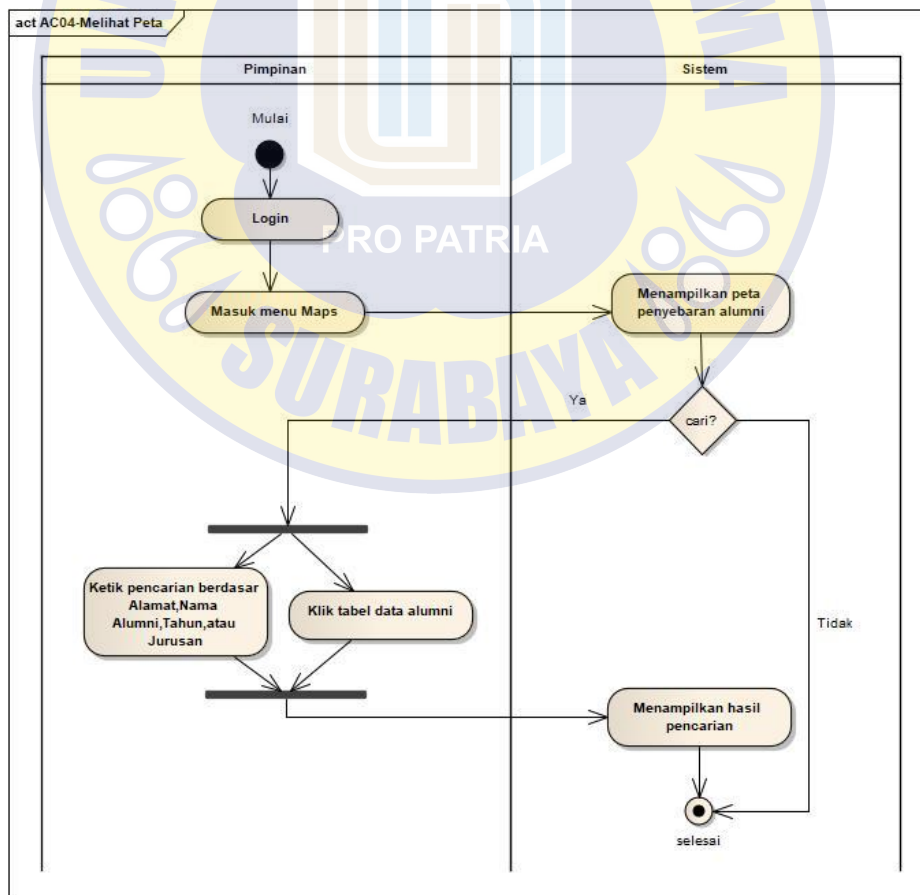 act AC04-Melihat Peta
Pimpinan
Sistem
Mulai
Login
PRO PATRIA
Masuk menu Maps
Menampilkan peta
penyebaran alumni
SURABAYA
Ya
cari?
Ketik pencarian berdasar
Alamat,Nama
Alumni,Tahun,atau
Jurusan
Klik tabel data alumni
Tidak
Menampilkan hasil
pencarian
selesai